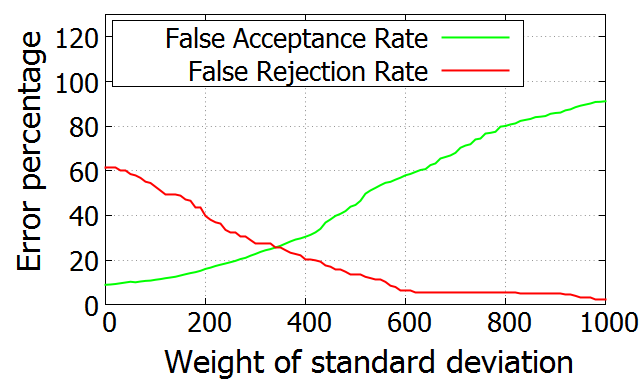 False Acceptance Rate
False Rejection Rate
120
100
80
60
40
20
0
Error percentage
0 200 400 600 800 1000
Weight of standard deviation